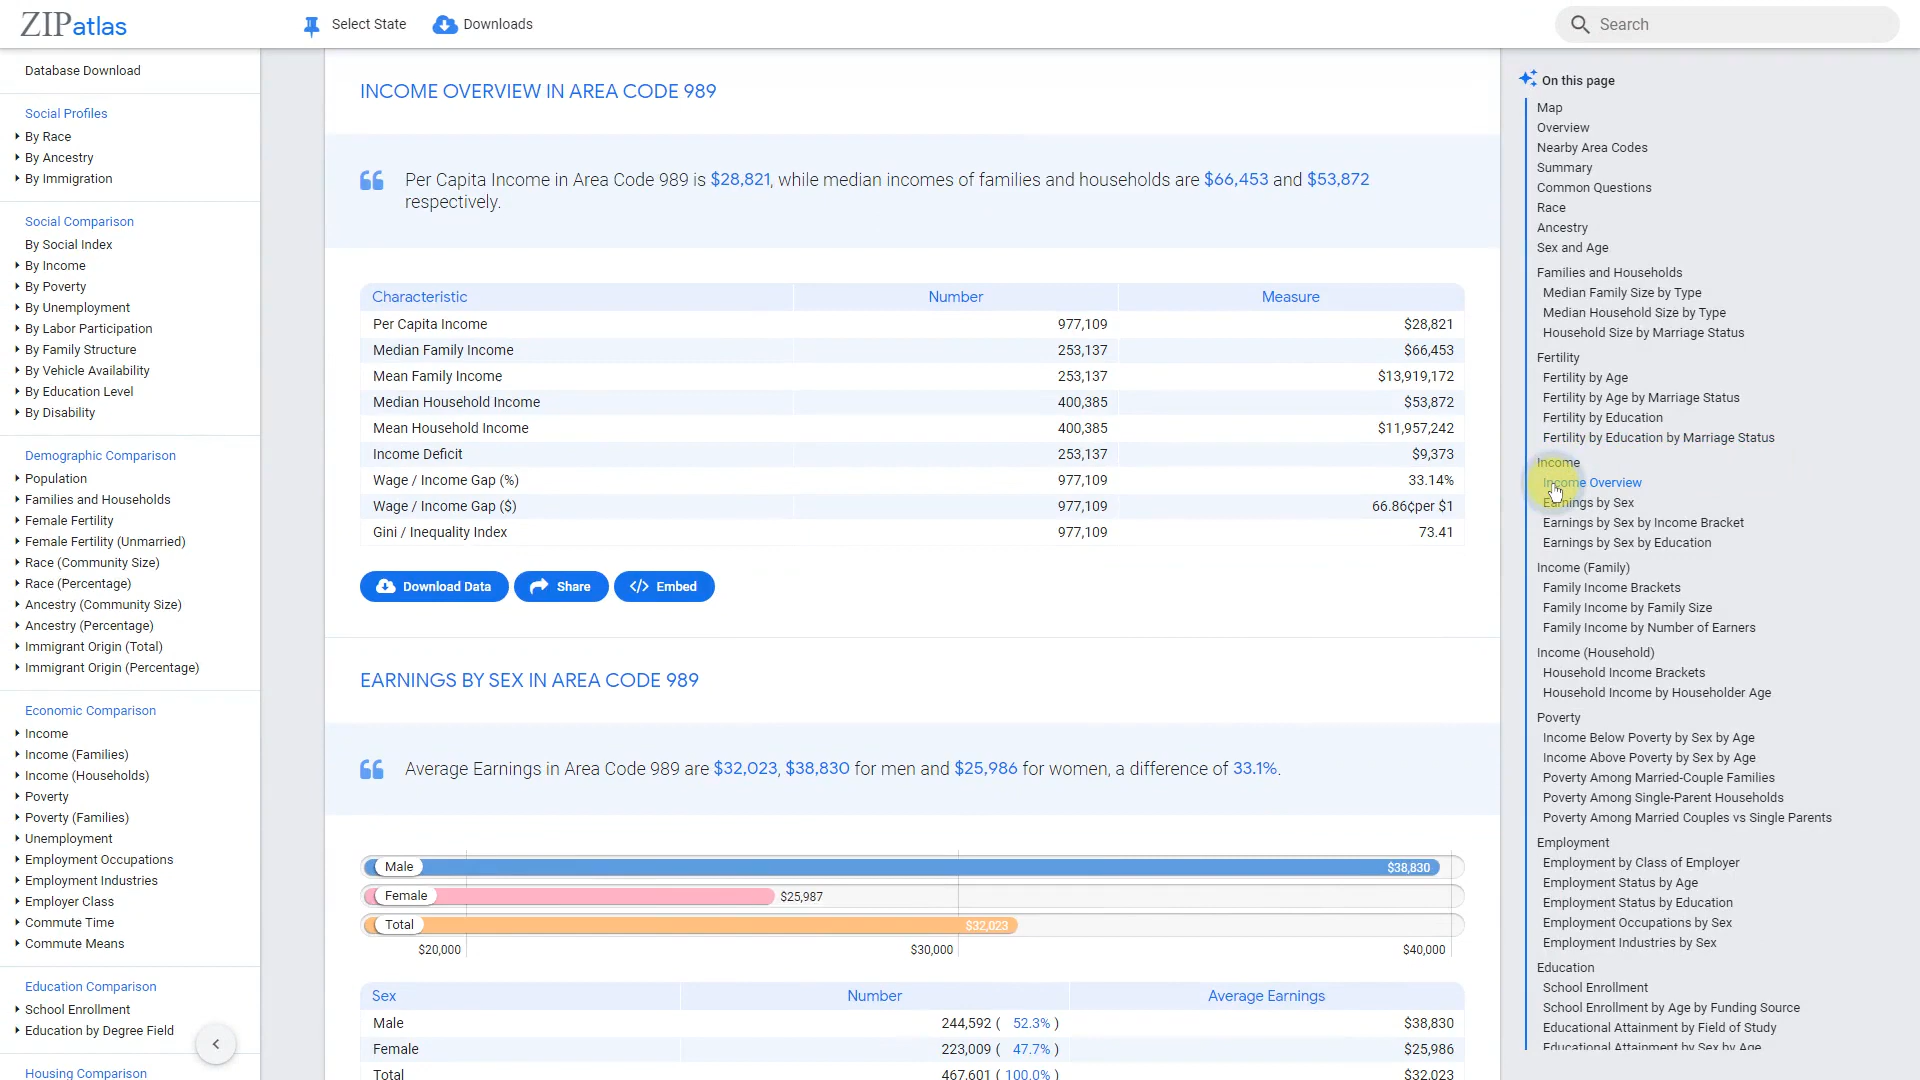 ZIPatlas
Select State
Downloads
Search
Database Download
Social Profiles
By Race
By Ancestry
By Immigration
Social Comparison
By Social Index
By Income
By Poverty
By Unemployment
By Labor Participation
By Family Structure
By Vehicle Availability
By Education Level
By Disability
Demographic Comparison
Population
Families and Households
Female Fertility
Female Fertility (Unmarried)
Race (Community Size)
Race (Percentage)
Ancestry (Community Size)
Ancestry (Percentage)
Immigrant Origin (Total)
Immigrant Origin (Percentage)
Economic Comparison
Income
Income (Families)
Income (Households)
Poverty
Poverty (Families)
Unemployment
Employment Occupations
Employment Industries
Employer Class
Commute Time
Commute Means
Education Comparison
School Enrollment
Education by Degree Field
Housing Comparison
INCOME OVERVIEW IN AREA CODE 989
Per Capita Income in Area Code 989 is $28,821, while median incomes of families and households are $66,453 and $53,872
respectively.
Characteristic Number Measure
Per Capita Income 977,109 $28,821
Median Family Income 253,137 $66,453
Mean Family Income 253,137 $13,919,172
Median Household Income 400,385 $53,872
Mean Household Income 400,385 $11,957,242
Income Deficit 253,137 $9,373
Wage / Income Gap (%) 977,109 33.14%
Wage / Income Gap ($) 977,109 66.86¢per $1
Gini / Inequality Index 977,109 73.41
Download Data Share Embed
EARNINGS BY SEX IN AREA CODE 989
Average Earnings in Area Code 989 are $32,023, $38,830 for men and $25,986 for women, a difference of 33.1%.
Male $38,830
Female $25,987
Total $32,023
$20,000 $30,000 $40,000
Sex Number Average Earnings
Male 244,592 ( 52.3% ) $38,830
Female 223,009 ( 47.7% ) $25,986
Total 467,601 ( 100.0% ) $32,023
On this page
Map
Overview
Nearby Area Codes
Summary
Common Questions
Race
Ancestry
Sex and Age
Families and Households
Median Family Size by Type
Median Household Size by Type
Household Size by Marriage Status
Fertility
Fertility by Age
Fertility by Age by Marriage Status
Fertility by Education
Fertility by Education by Marriage Status
Income
Income Overview
Earnings by Sex
Earnings by Sex by Income Bracket
Earnings by Sex by Education
Income (Family)
Family Income Brackets
Family Income by Family Size
Family Income by Number of Earners
Income (Household)
Household Income Brackets
Household Income by Householder Age
Poverty
Income Below Poverty by Sex by Age
Income Above Poverty by Sex by Age
Poverty Among Married-Couple Families
Poverty Among Single-Parent Households
Poverty Among Married Couples vs Single Parents
Employment
Employment by Class of Employer
Employment Status by Age
Employment Status by Education
Employment Occupations by Sex
Employment Industries by Sex
Education
School Enrollment
School Enrollment by Age by Funding Source
Educational Attainment by Field of Study
Educational Attainment by Sex by Age